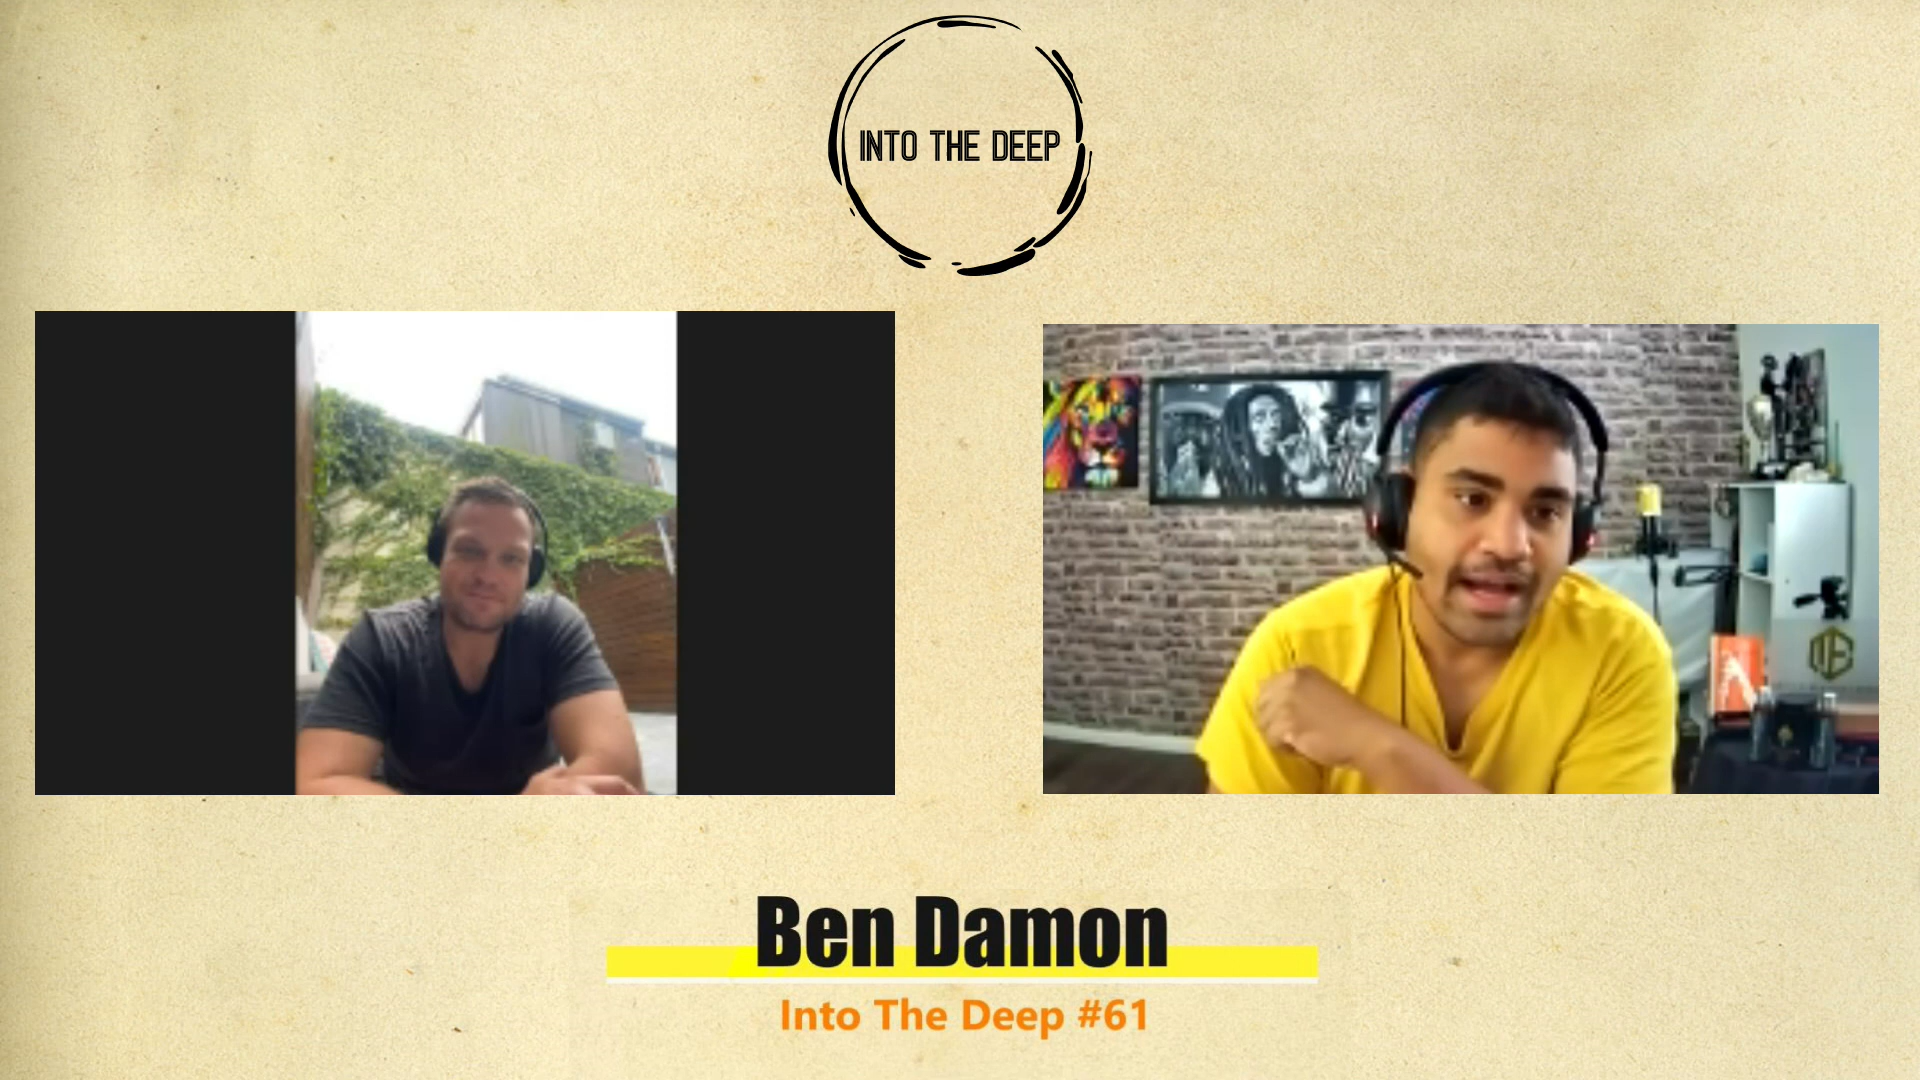 INTO THE DEEP
Ben Damon
Into The Deep #61